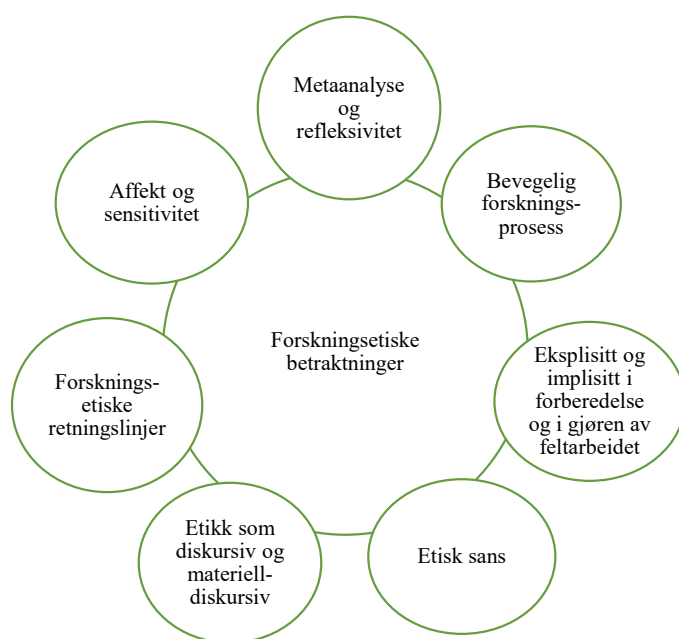 Metaanalyse
og
refleksivitet
Bevegelig
forsknings-
prosess
Eksplisitt og
implisitt i
forberedelse
og i gjøren av
feltarbeidet
Etisk sans
Etikk som
diskursiv og
materiell-
diskursiv
Forsknings-
etiske
retningslinjer
Affekt og
sensitivitet
Forskningsetiske
betraktninger